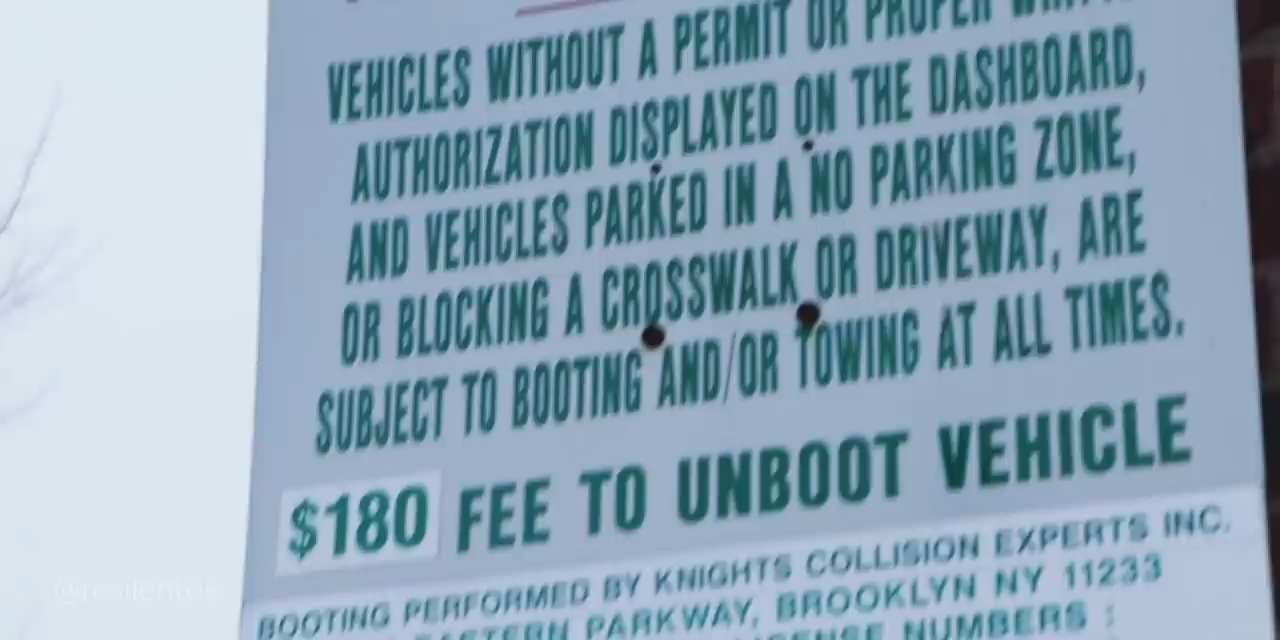 VEHICLES WITHOUT A PERMIT OR PROPER
AUTHORIZATION DISPLAYED ON THE DASHBOARD,
AND VEHICLES PARKED IN A NO PARKING ZONE,
OR BLOCKING A CROSSWALK OR DRIVEWAY, ARE
SUBJECT TO BOOTING AND/OR TOWING AT ALL TIMES.
$180 FEE TO UNBOOT VEHICLE
BOOTING PERFORMED BY KNIGHTS COLLISION EXPERTS INC.
EASTERN PARKWAY, BROOKLYN NY 11233
NUMBERS :